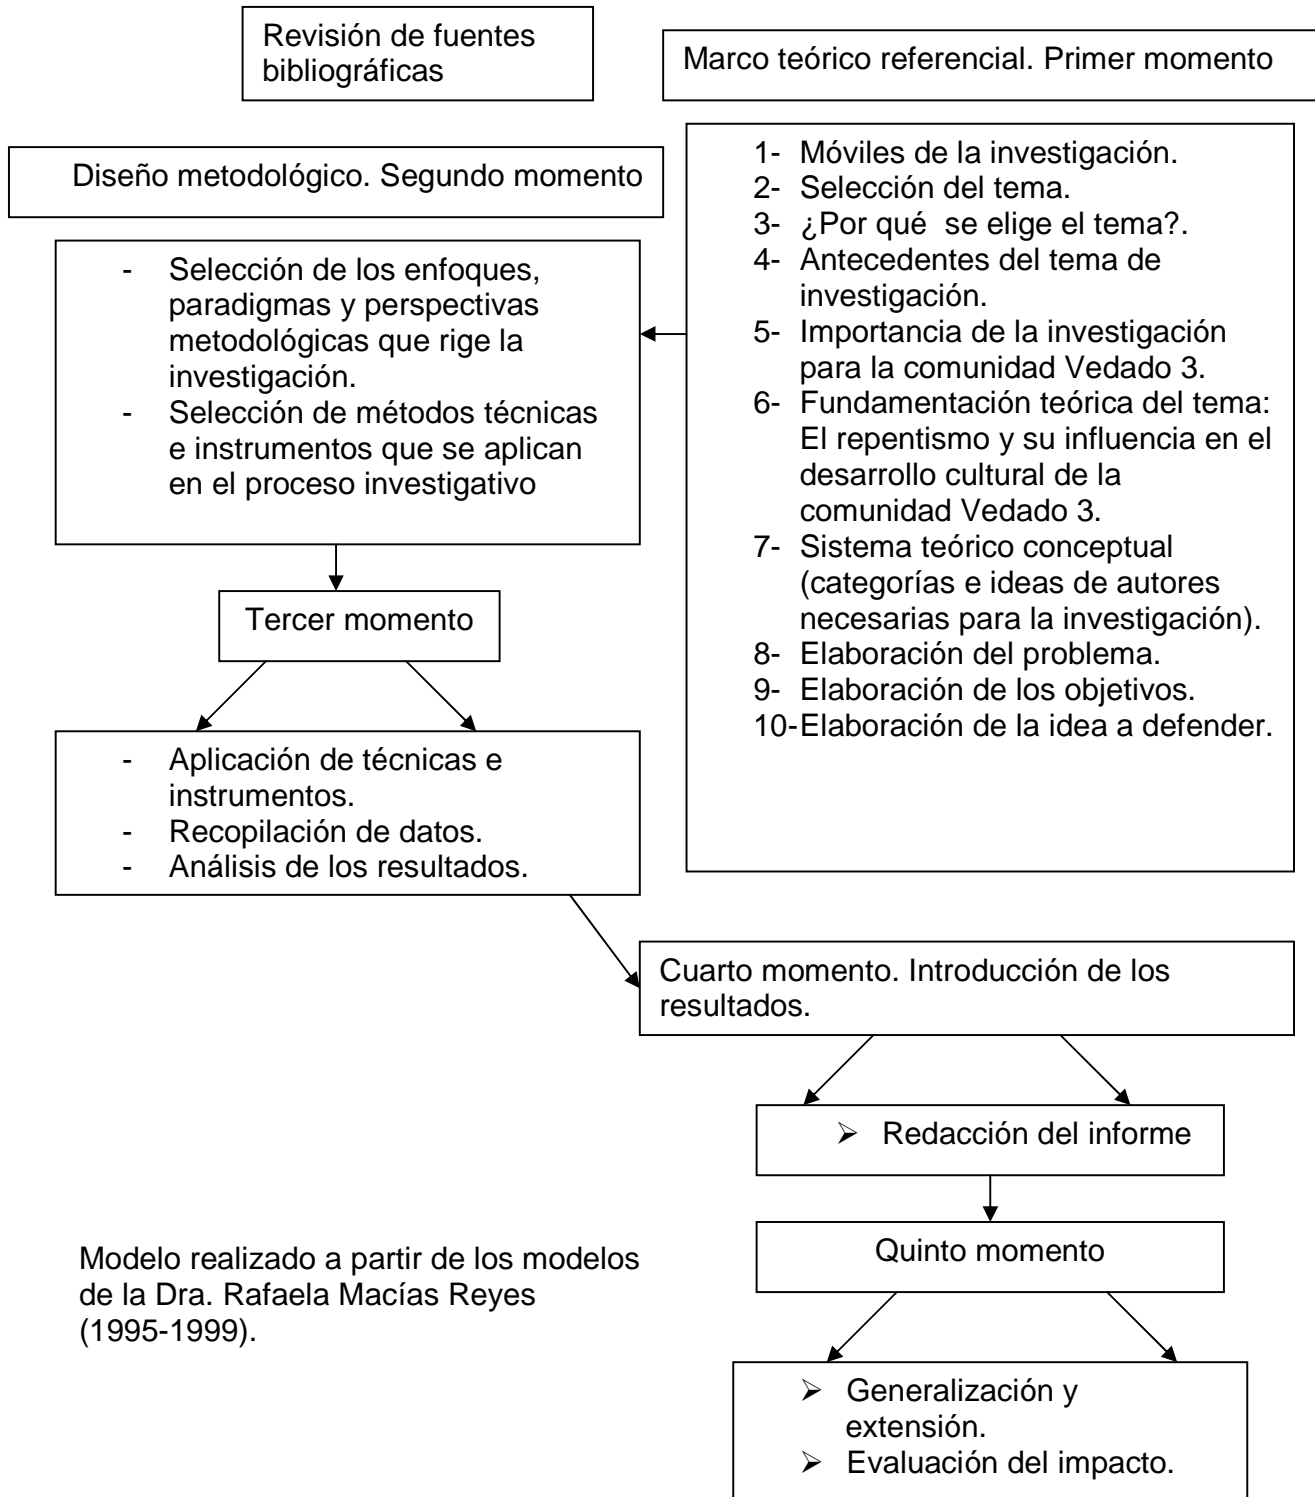 Revisión de fuentes
bibliográficas
Marco teórico referencial. Primer momento
1- Móviles de la investigación.
2- Selección del tema.
3- ¿Por qué  se elige el tema?.
4- Antecedentes del tema de
investigación.
5- Importancia de la investigación
para la comunidad Vedado 3.
6- Fundamentación teórica del tema:
El repentismo y su influencia en el
desarrollo cultural de la
comunidad Vedado 3.
7- Sistema teórico conceptual
(categorías e ideas de autores
necesarias para la investigación).
8- Elaboración del problema.
9- Elaboración de los objetivos.
10-Elaboración de la idea a defender.
Diseño metodológico. Segundo momento
- Selección de los enfoques,
paradigmas y perspectivas
metodológicas que rige la
investigación.
- Selección de métodos técnicas
e instrumentos que se aplican
en el proceso investigativo
Tercer momento
- Aplicación de técnicas e
instrumentos.
- Recopilación de datos.
- Análisis de los resultados.
Cuarto momento. Introducción de los
resultados.
➢ Redacción del informe
Quinto momento
➢ Generalización y
extensión.
➢ Evaluación del impacto.
Modelo realizado a partir de los modelos
de la Dra. Rafaela Macías Reyes
(1995-1999).